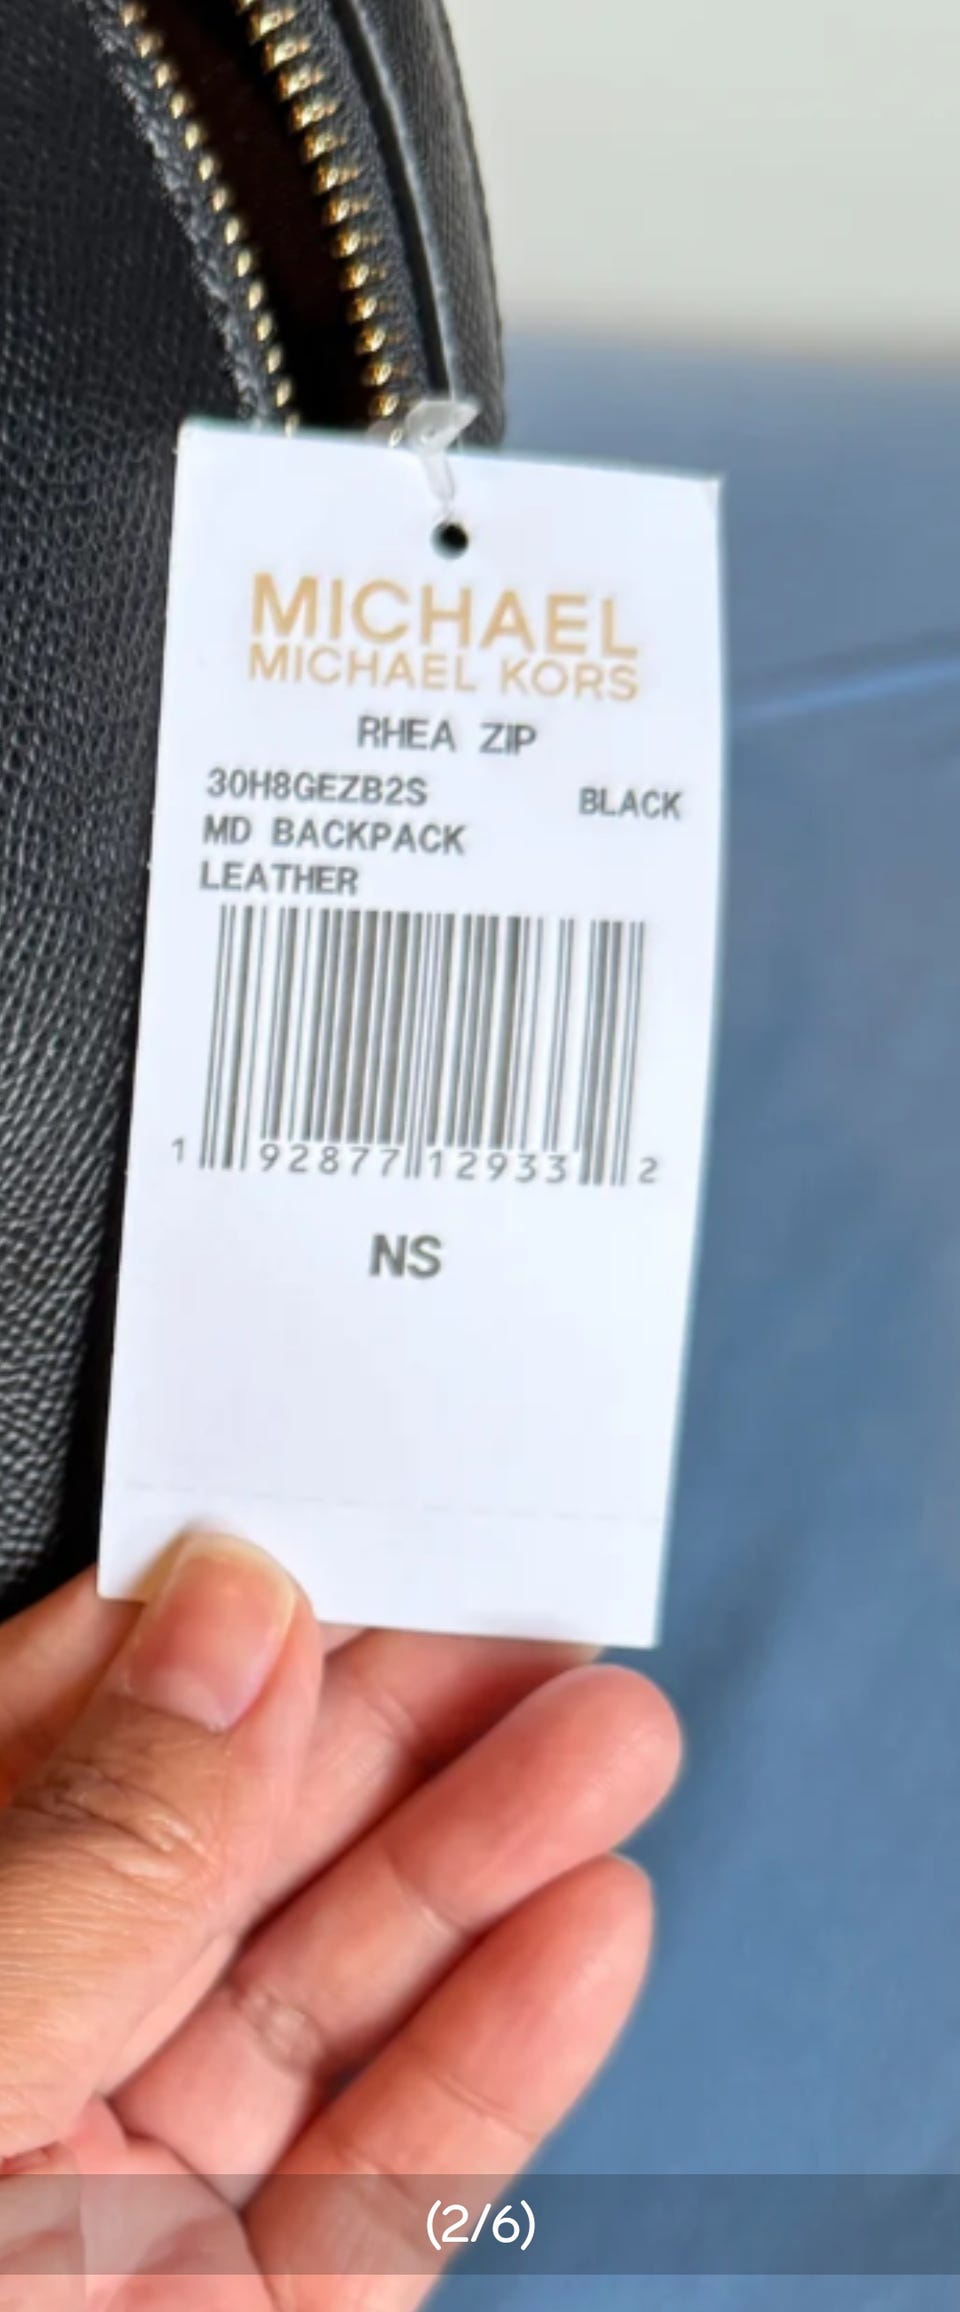 MICHAEL
MICHAEL KORS
RHEA ZIP
30H8GEZB2S BLACK
MD BACKPACK
LEATHER
1 92877 12933 2
NS
(2/6)